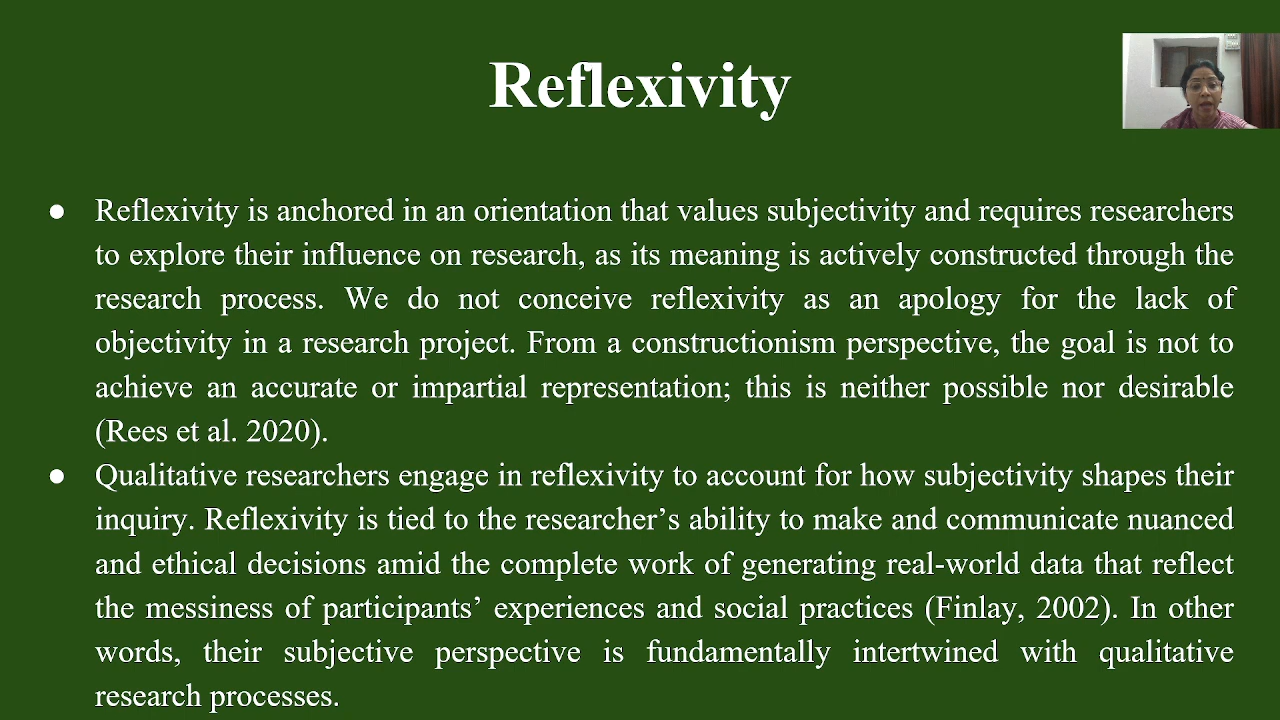 Reflexivity
● Reflexivity is anchored in an orientation that values subjectivity and requires researchers
to explore their influence on research, as its meaning is actively constructed through the
research process. We do not conceive reflexivity as an apology for the lack of
objectivity in a research project. From a constructionism perspective, the goal is not to
achieve an accurate or impartial representation; this is neither possible nor desirable
(Rees et al. 2020).
● Qualitative researchers engage in reflexivity to account for how subjectivity shapes their
inquiry. Reflexivity is tied to the researcher’s ability to make and communicate nuanced
and ethical decisions amid the complete work of generating real-world data that reflect
the messiness of participants’ experiences and social practices (Finlay, 2002). In other
words, their subjective perspective is fundamentally intertwined with qualitative
research processes.